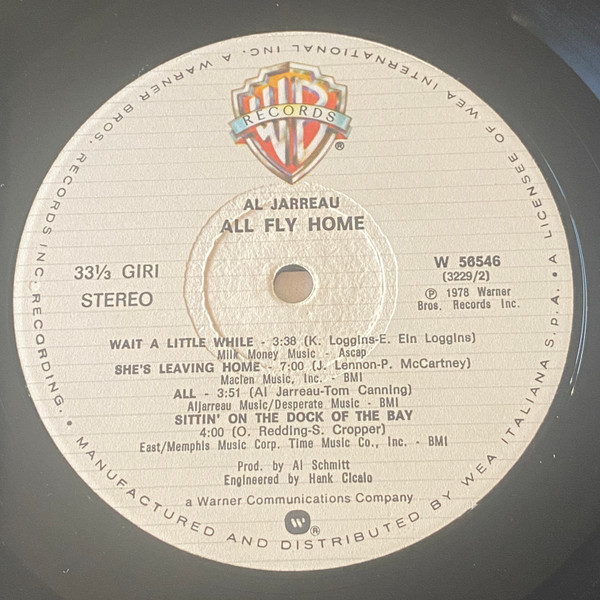 WB
RECORDS
®
AL JARREAU
ALL FLY HOME
33⅓ GIRI
STEREO
W 56546
(3229/2)
℗ 1978 Warner
Bros. Records Inc.
WAIT A LITTLE WHILE - 3:38 (K. Loggins-E. Ein Loggins)
Milk Money Music - Ascap
SHE'S LEAVING HOME - 7:00 (J. Lennon-P. McCartney)
Maclen Music, Inc. - BMI
ALL - 3:51 (Al Jarreau-Tom Canning)
Aljarreau Music/Desperate Music - BMI
SITTIN' ON THE DOCK OF THE BAY
4:00 (O. Redding-S. Cropper)
East/Memphis Music Corp. Time Music Co., Inc. - BMI
Prod. by Al Schmitt
Engineered by Hank Cicalo
a Warner Communications Company
W ®
MANUFACTURED AND DISTRIBUTED BY WEA ITALIANA S.p.A. • A LICENSEE OF WEA INTERNATIONAL INC. A WARNER BROS. RECORDS INC. RECORDING. •